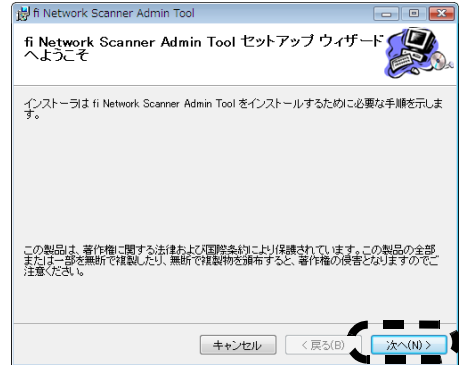 fi Network Scanner Admin Tool
fi Network Scanner Admin Tool セットアップ ウィザード
へようこそ
インストーラは fi Network Scanner Admin Tool をインストールするために必要な手順を示しま
す。
この製品は、著作権に関する法律および国際条約により保護されています。この製品の全部
または一部を無断で複製したり、無断で複製物を頒布すると、著作権の侵害となりますのでご
注意ください。
キャンセル
< 戻る(B)
次へ(N) >